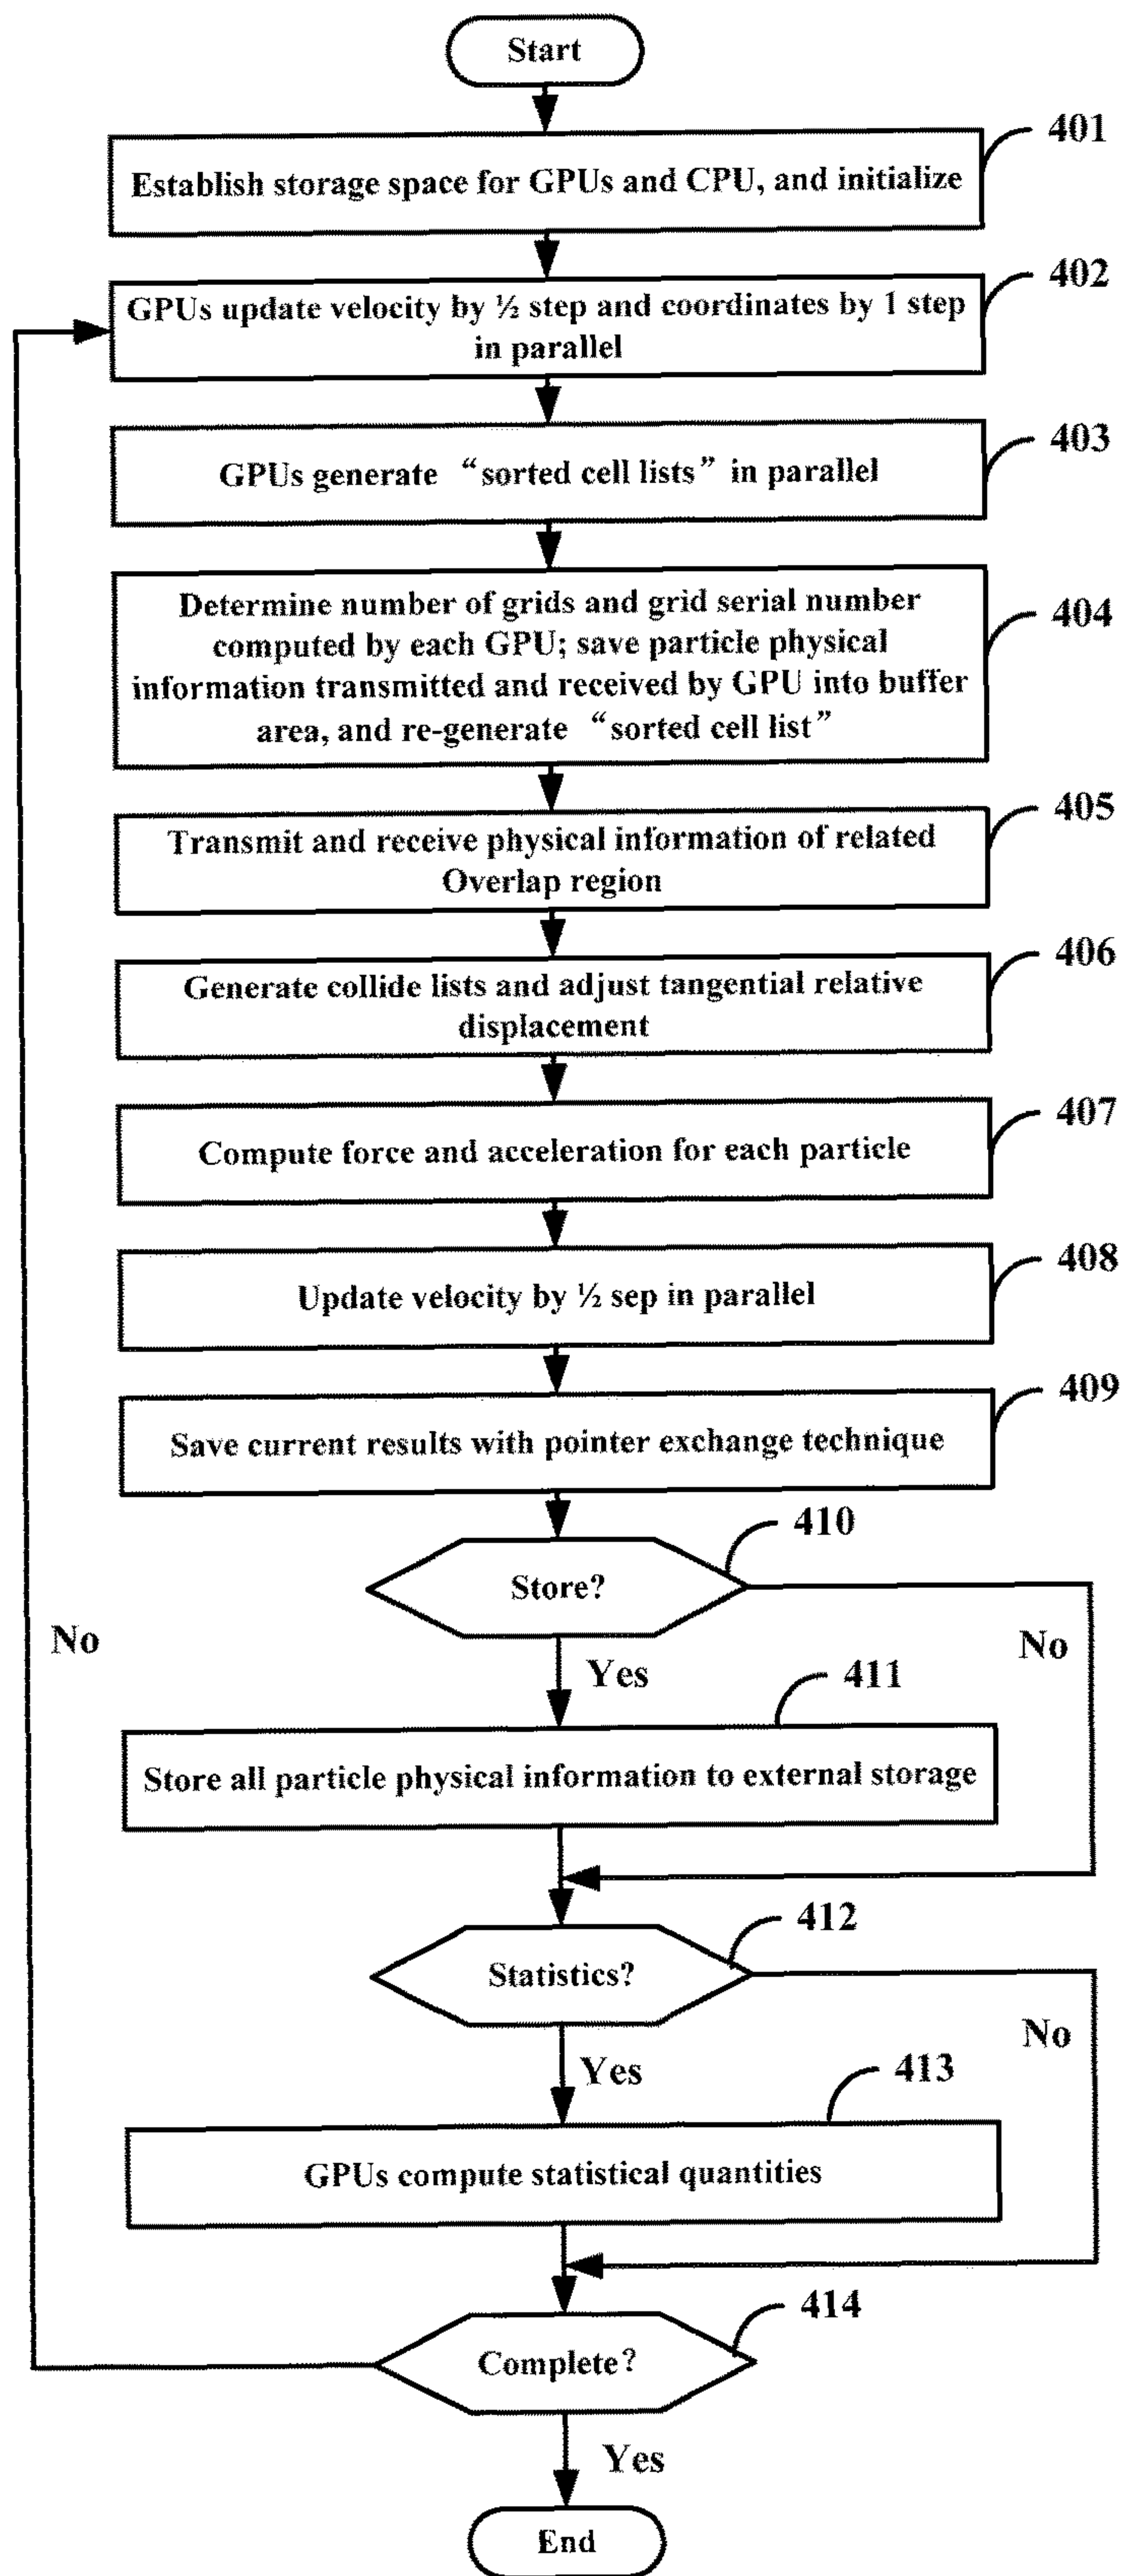 Start
401
Establish storage space for GPUs and CPU, and initialize
402
GPUs update velocity by ½ step and coordinates by 1 step
in parallel
403
GPUs generate “sorted cell lists” in parallel
404
Determine number of grids and grid serial number
computed by each GPU; save particle physical
information transmitted and received by GPU into buffer
area, and re-generate “sorted cell list”
405
Transmit and receive physical information of related
Overlap region
406
Generate collide lists and adjust tangential relative
displacement
407
Compute force and acceleration for each particle
408
Update velocity by ½ sep in parallel
409
Save current results with pointer exchange technique
410
Store?
No
No
Yes
411
Store all particle physical information to external storage
412
Statistics?
No
Yes
413
GPUs compute statistical quantities
414
Complete?
Yes
End